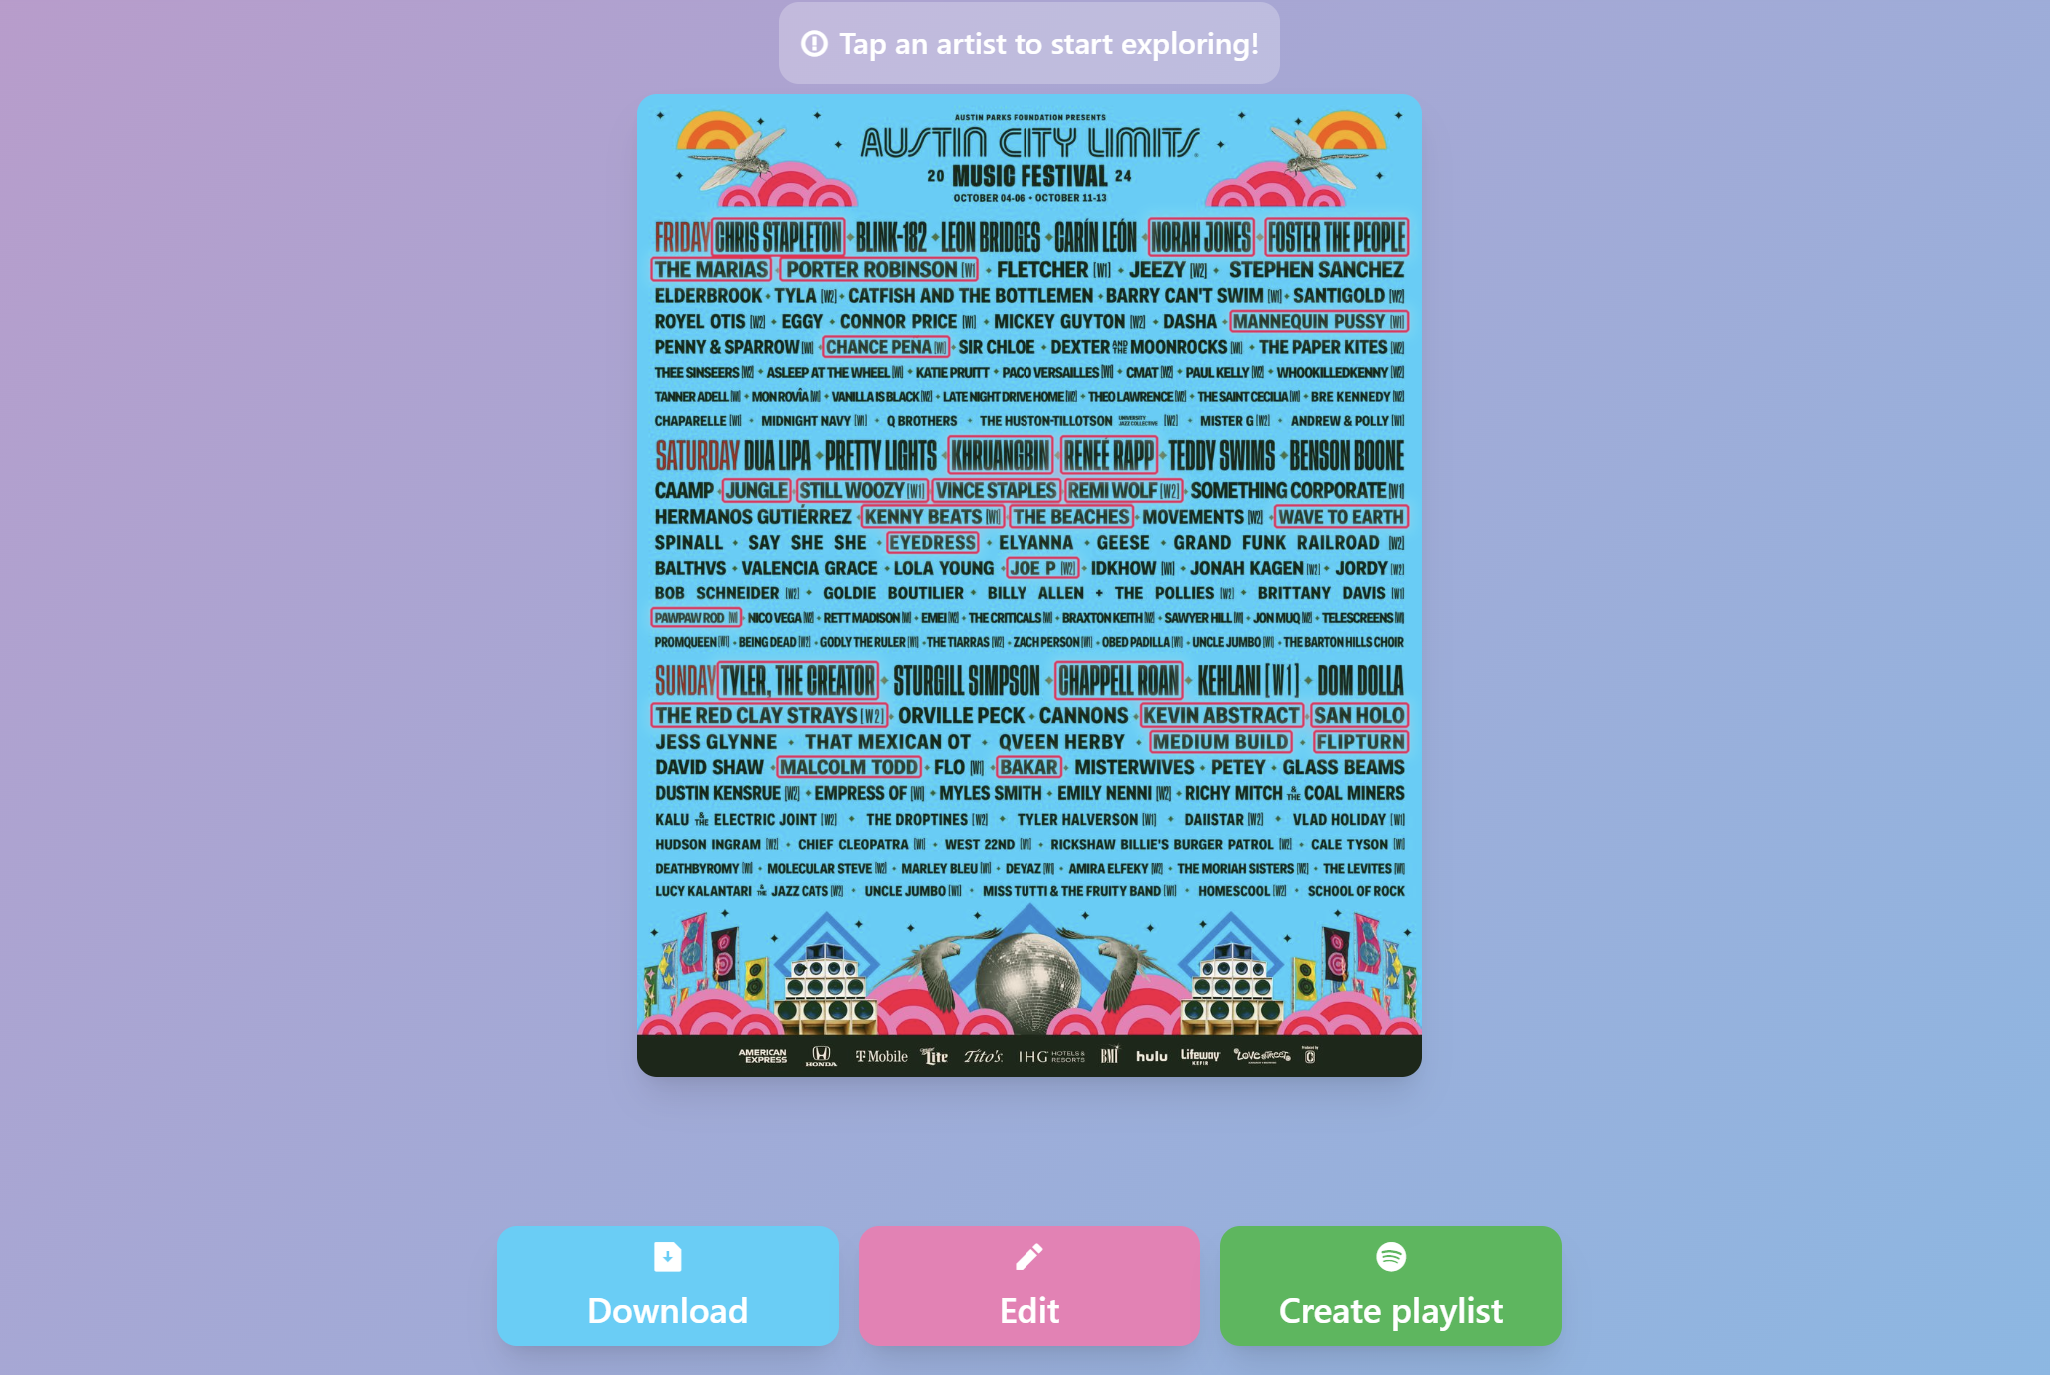 Tap an artist to start exploring!
AUSTIN PARKS FOUNDATION PRESENTS
AUSTIN CITY LIMITS
20 MUSIC FESTIVAL 24
OCTOBER 04-06 • OCTOBER 11-13
FRIDAY CHRIS STAPLETON BLINK-182 LEON BRIDGES CARÍN LEÓN NORAH JONES FOSTER THE PEOPLE
THE MARIAS PORTER ROBINSON [W1] FLETCHER [W1] JEEZY [W2] STEPHEN SANCHEZ
ELDERBROOK TYLA [W2] CATFISH AND THE BOTTLEMEN BARRY CAN'T SWIM [W1] SANTIGOLD [W2]
ROYEL OTIS [W2] EGGY CONNOR PRICE [W1] MICKEY GUYTON [W2] DASHA MANNEQUIN PUSSY [W1]
PENNY & SPARROW [W1] CHANCE PEÑA [W1] SIR CHLOE DEXTER AND THE MOONROCKS [W1] THE PAPER KITES [W2]
THEE SINSEERS [W2] ASLEEP AT THE WHEEL [W1] KATIE PRUITT PACO VERSAILLES [W1] CMAT [W2] PAUL KELLY [W2] WHOOKILLEDKENNY [W2]
TANNER ADELL [W1] MON ROVÎA [W1] VANILLA IS BLACK [W2] LATE NIGHT DRIVE HOME [W2] THEO LAWRENCE [W2] THE SAINT CECILIA [W1] BRE KENNEDY [W2]
CHAPARELLE [W1] MIDNIGHT NAVY [W1] Q BROTHERS THE HUSTON-TILLOTSON UNIVERSITY JAZZ COLLECTIVE [W2] MISTER G [W2] ANDREW & POLLY [W1]
SATURDAY DUA LIPA PRETTY LIGHTS KHRUANGBIN RENEÉ RAPP TEDDY SWIMS BENSON BOONE
CAAMP JUNGLE STILL WOOZY [W1] VINCE STAPLES REMI WOLF [W2] SOMETHING CORPORATE [W1]
HERMANOS GUTIÉRREZ KENNY BEATS [W1] THE BEACHES MOVEMENTS [W2] WAVE TO EARTH
SPINALL SAY SHE SHE EYEDRESS ELYANNA GEESE GRAND FUNK RAILROAD [W2]
BALTHVS VALENCIA GRACE LOLA YOUNG JOE P [W2] IDKHOW [W1] JONAH KAGEN [W2] JORDY [W2]
BOB SCHNEIDER [W2] GOLDIE BOUTILIER BILLY ALLEN + THE POLLIES [W2] BRITTANY DAVIS [W1]
PAWPAW ROD [W1] NICO VEGA [W2] RETT MADISON [W1] EMEI [W2] THE CRITICALS [W1] BRAXTON KEITH [W2] SAWYER HILL [W1] JON MUQ [W2] TELESCREENS [W1]
PROMQUEEN [W1] BEING DEAD [W2] GODLY THE RULER [W1] THE TIARRAS [W2] ZACH PERSON [W1] OBED PADILLA [W1] UNCLE JUMBO [W1] THE BARTON HILLS CHOIR
SUNDAY TYLER, THE CREATOR STURGILL SIMPSON CHAPPELL ROAN KEHLANI [W1] DOM DOLLA
THE RED CLAY STRAYS [W2] ORVILLE PECK CANNONS KEVIN ABSTRACT SAN HOLO
JESS GLYNNE THAT MEXICAN OT QVEEN HERBY MEDIUM BUILD FLIPTURN
DAVID SHAW MALCOLM TODD FLO [W1] BAKAR MISTERWIVES PETEY GLASS BEAMS
DUSTIN KENSRUE [W2] EMPRESS OF [W1] MYLES SMITH EMILY NENNI [W2] RICHY MITCH & THE COAL MINERS
KALU & THE ELECTRIC JOINT [W2] THE DROPTINES [W2] TYLER HALVERSON [W1] DAIISTAR [W2] VLAD HOLIDAY [W1]
HUDSON INGRAM [W2] CHIEF CLEOPATRA [W1] WEST 22ND [W1] RICKSHAW BILLIE'S BURGER PATROL [W2] CALE TYSON [W1]
DEATHBYROMY [W1] MOLECULAR STEVE [W2] MARLEY BLEU [W1] DEYAZ [W1] AMIRA ELFEKY [W2] THE MORIAH SISTERS [W2] THE LEVITES [W1]
LUCY KALANTARI & THE JAZZ CATS [W2] UNCLE JUMBO [W1] MISS TUTTI & THE FRUITY BAND [W1] HOMESCOOL [W2] SCHOOL OF ROCK
AMERICAN EXPRESS HONDA T Mobile Lite Tito's. IHG HOTELS & RESORTS BMI hulu Lifeway KEFIR Love Street
Download Edit Create playlist